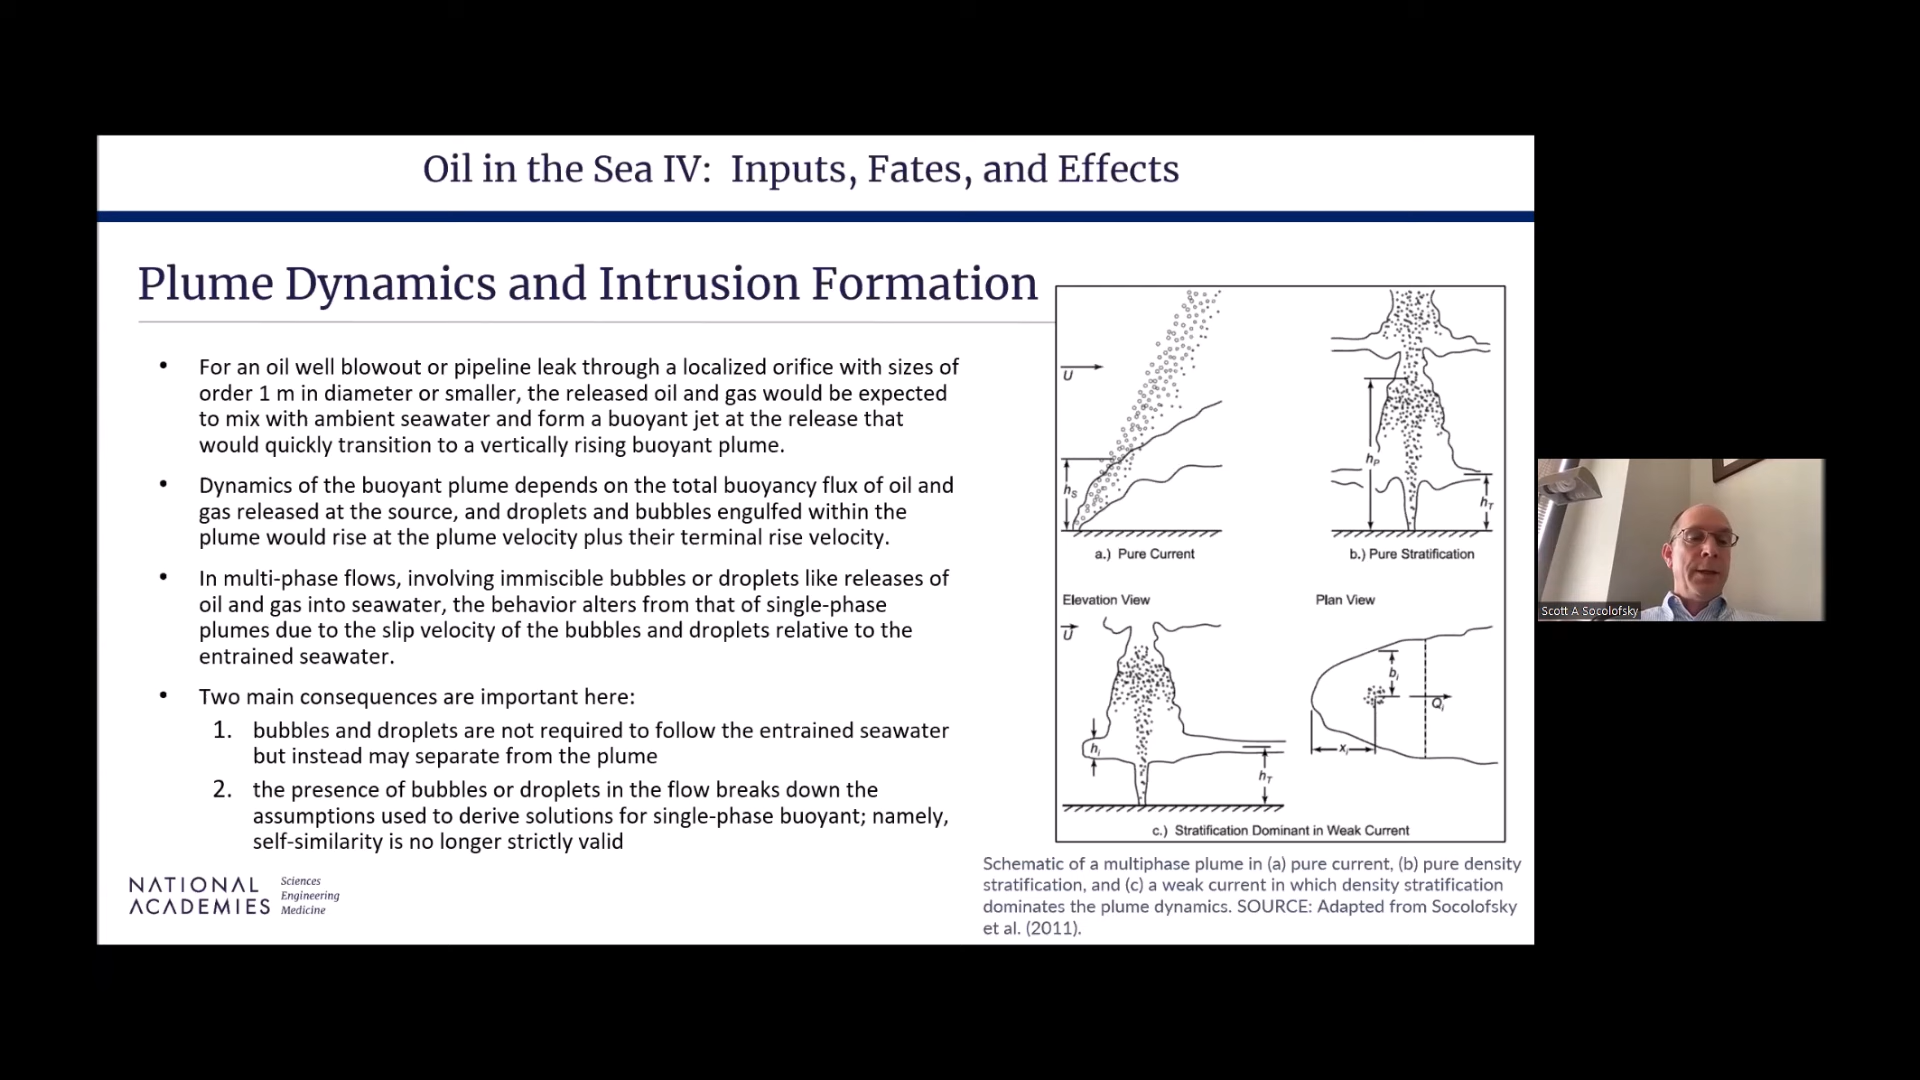 Oil in the Sea IV: Inputs, Fates, and Effects
Plume Dynamics and Intrusion Formation
• For an oil well blowout or pipeline leak through a localized orifice with sizes of
order 1 m in diameter or smaller, the released oil and gas would be expected
to mix with ambient seawater and form a buoyant jet at the release that
would quickly transition to a vertically rising buoyant plume.
• Dynamics of the buoyant plume depends on the total buoyancy flux of oil and
gas released at the source, and droplets and bubbles engulfed within the
plume would rise at the plume velocity plus their terminal rise velocity.
• In multi-phase flows, involving immiscible bubbles or droplets like releases of
oil and gas into seawater, the behavior alters from that of single-phase
plumes due to the slip velocity of the bubbles and droplets relative to the
entrained seawater.
• Two main consequences are important here:
1. bubbles and droplets are not required to follow the entrained seawater
but instead may separate from the plume
2. the presence of bubbles or droplets in the flow breaks down the
assumptions used to derive solutions for single-phase buoyant; namely,
self-similarity is no longer strictly valid
NATIONAL
ACADEMIES
Sciences
Engineering
Medicine
U
hS
a.) Pure Current
hP
hT
b.) Pure Stratification
Elevation View
Plan View
U
hi
hT
bi
Qi
xi
c.) Stratification Dominant in Weak Current
Schematic of a multiphase plume in (a) pure current, (b) pure density
stratification, and (c) a weak current in which density stratification
dominates the plume dynamics. SOURCE: Adapted from Socolofsky
et al. (2011).
Scott A Socolofsky